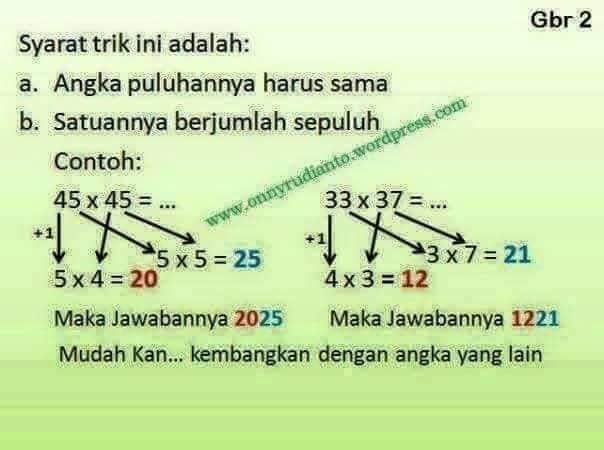 Gbr 2
Syarat trik ini adalah:
a. Angka puluhannya harus sama
b. Satuannya berjumlah sepuluh
www.onnyrudianto.wordpress.com
Contoh:
45 x 45 = ... 33 x 37 = ...
+1 5 x 5 = 25 +1 3 x 7 = 21
5 x 4 = 20 4 x 3 = 12
Maka Jawabannya 2025 Maka Jawabannya 1221
Mudah Kan... kembangkan dengan angka yang lain